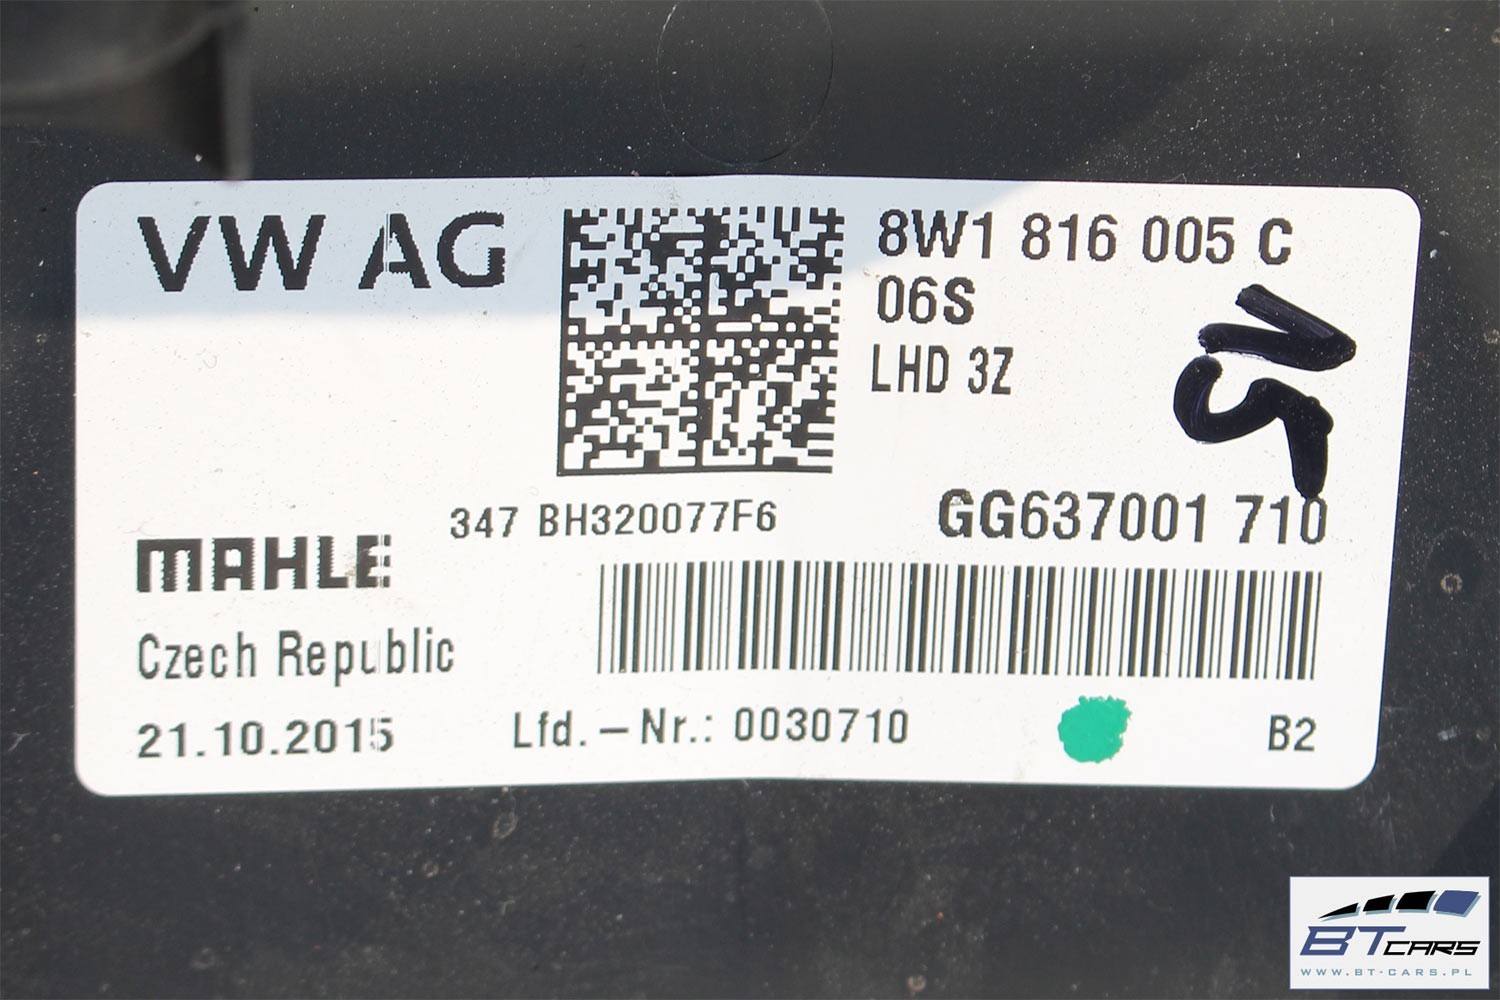 VW AG
8W1 816 005 C
06S
LHD 3Z
15
347 BH320077F6
GG637001 710
MAHLE
Czech Republic
21.10.2015
Lfd.-Nr.: 0030710
B2
BT CARS
WWW.BT-CARS.PL